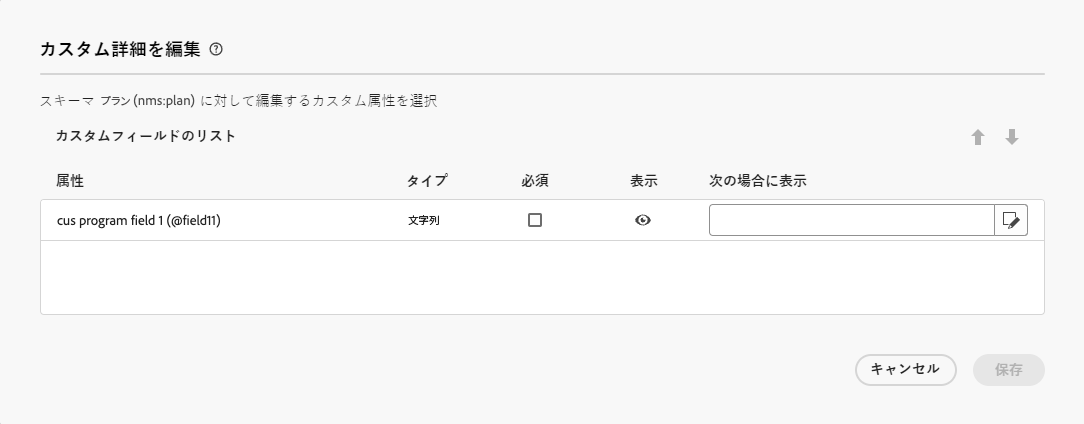 カスタム詳細を編集
スキーマ プラン (nms:plan) に対して編集するカスタム属性を選択
カスタムフィールドのリスト
属性 タイプ 必須 表示 次の場合に表示
cus program field 1 (@field11) 文字列
キャンセル 保存